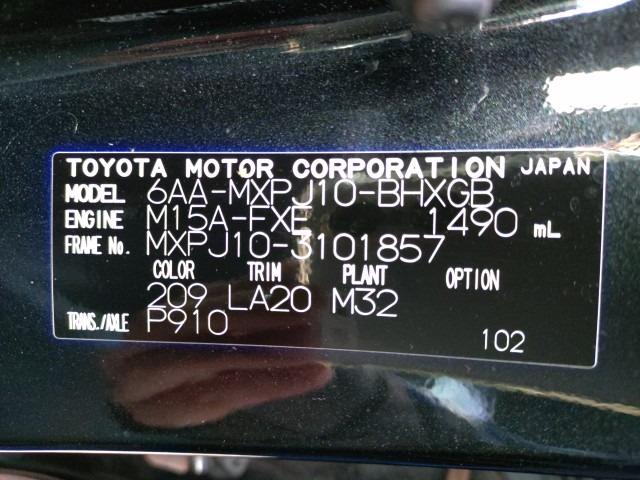 TOYOTA MOTOR CORPORATION JAPAN
MODEL 6AA-MXPJ10-BHXGB
ENGINE M15A-FXE 1490 mL
FRAME No. MXPJ10-3101857
COLOR TRIM PLANT OPTION
209 LA20 M32
TRANS./AXLE P910
102